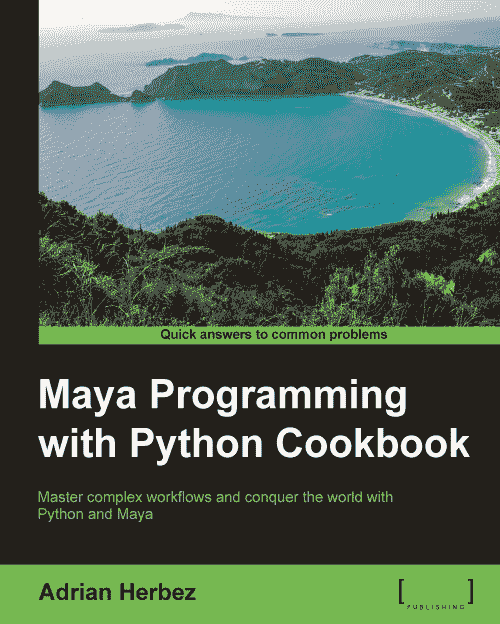 Quick answers to common problems
Maya Programming
with Python Cookbook
Master complex workflows and conquer the world with
Python and Maya
Adrian Herbez
[ ]
PUBLISHING